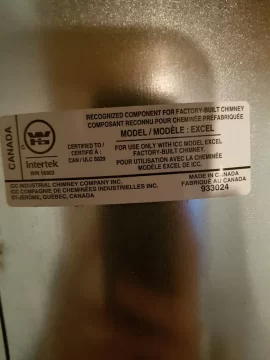 RECOGNIZED COMPONENT FOR FACTORY-BUILT CHIMNEY
COMPOSANT RECONNU POUR CHEMINÉE PRÉFABRIQUÉE
MODEL / MODÈLE : EXCEL
CANADA
WH
Intertek
CERTIFIED TO /
CERTIFIÉ À :
CAN / ULC S629
FOR USE ONLY WITH ICC MODEL EXCEL
FACTORY-BUILT CHIMNEY.
POUR UTILISATION AVEC LA CHEMINÉE
MODÈLE EXCEL DE ICC.
ICC INDUSTRIAL CHIMNEY COMPANY INC.
ICC COMPAGNIE DE CHEMINÉES INDUSTRIELLES INC.
ST-JÉRÔME, QUÉBEC, CANADA
MADE IN CANADA
FABRIQUÉ AU CANADA
933024